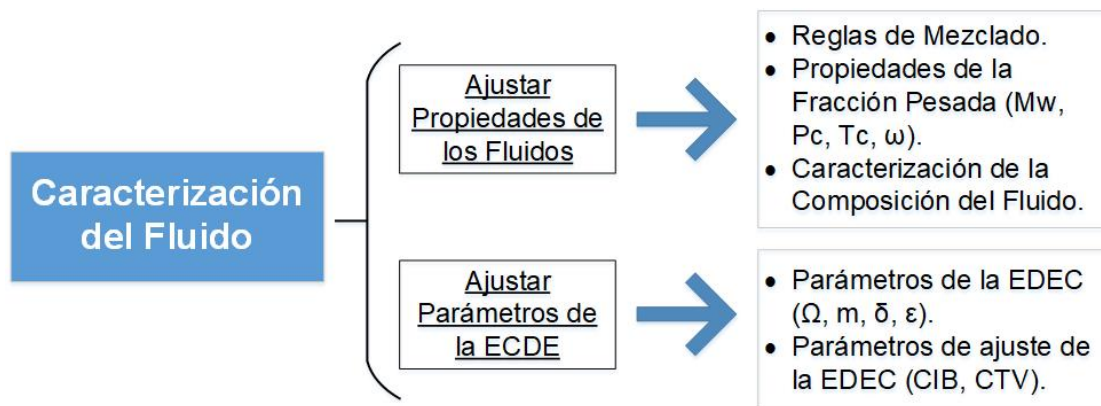 Caracterización
del Fluido
Ajustar
Propiedades de
los Fluidos
• Reglas de Mezclado.
• Propiedades de la
Fracción Pesada (Mw,
Pc, Tc, ω).
• Caracterización de la
Composición del Fluido.
Ajustar
Parámetros de
la ECDE
• Parámetros de la EDEC
(Ω, m, δ, ε).
• Parámetros de ajuste de
la EDEC (CIB, CTV).